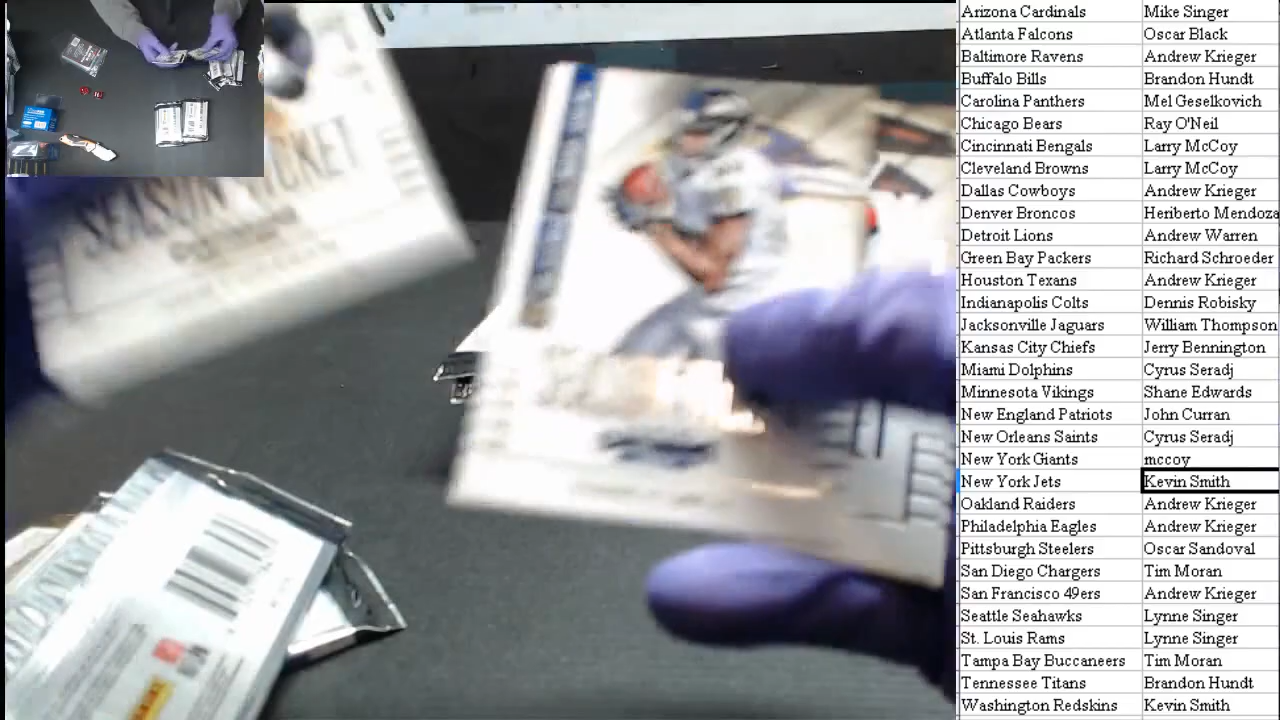 Arizona Cardinals Mike Singer
Atlanta Falcons Oscar Black
Baltimore Ravens Andrew Krieger
Buffalo Bills Brandon Hundt
Carolina Panthers Mel Geselkovich
Chicago Bears Ray O'Neil
Cincinnati Bengals Larry McCoy
Cleveland Browns Larry McCoy
Dallas Cowboys Andrew Krieger
Denver Broncos Heriberto Mendoza
Detroit Lions Andrew Warren
Green Bay Packers Richard Schroeder
Houston Texans Andrew Krieger
Indianapolis Colts Dennis Robisky
Jacksonville Jaguars William Thompson
Kansas City Chiefs Jerry Bennington
Miami Dolphins Cyrus Seradj
Minnesota Vikings Shane Edwards
New England Patriots John Curran
New Orleans Saints Cyrus Seradj
New York Giants mccoy
New York Jets Kevin Smith
Oakland Raiders Andrew Krieger
Philadelphia Eagles Andrew Krieger
Pittsburgh Steelers Oscar Sandoval
San Diego Chargers Tim Moran
San Francisco 49ers Andrew Krieger
Seattle Seahawks Lynne Singer
St. Louis Rams Lynne Singer
Tampa Bay Buccaneers Tim Moran
Tennessee Titans Brandon Hundt
Washington Redskins Kevin Smith